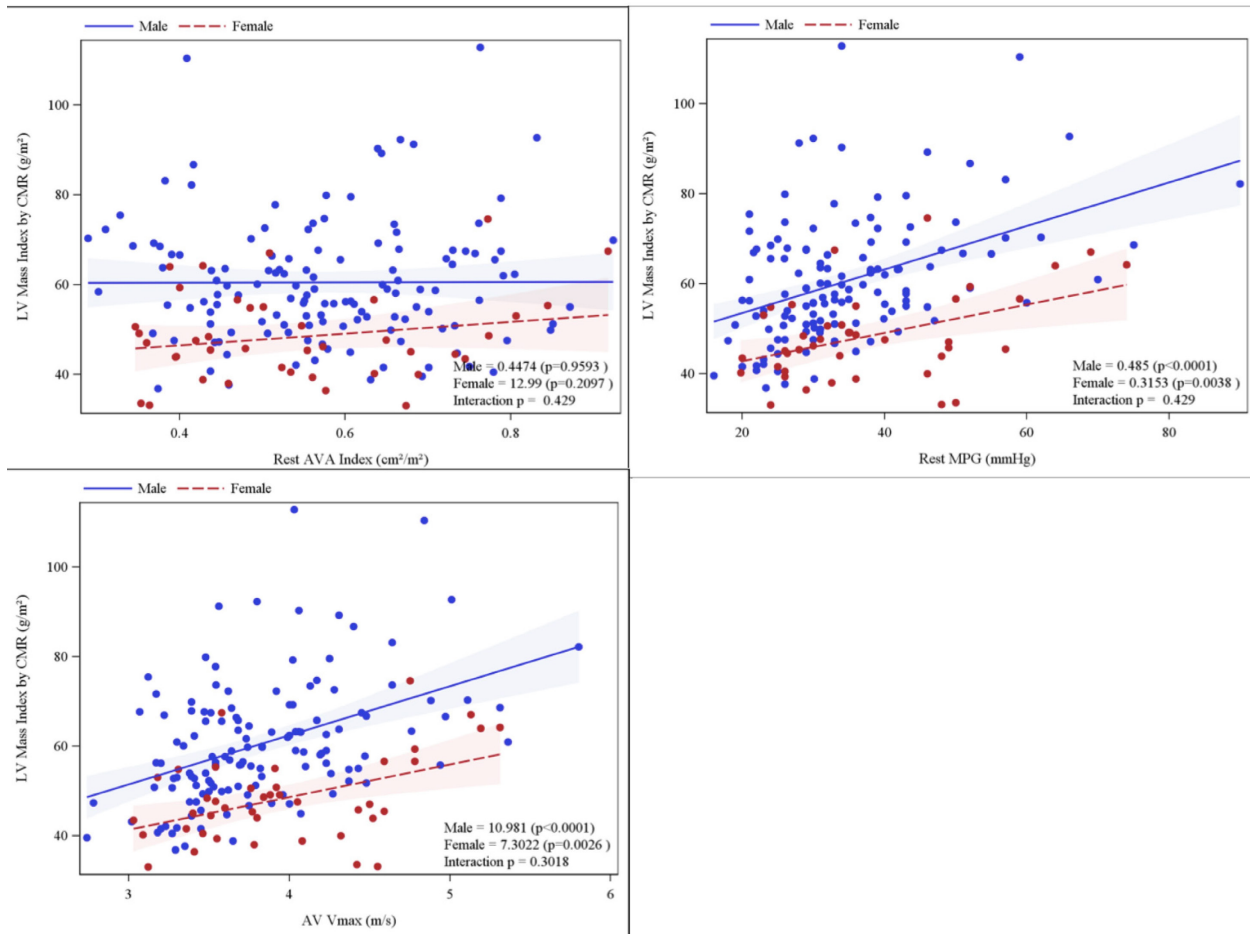 Male Female
LV Mass Index by CMR (g/m²)
100
80
60
40
Male = 0.4474 (p=0.9593 )
Female = 12.99 (p=0.2097)
Interaction p = 0.429
0.4 0.6 0.8
Rest AVA Index (cm²/m²)
Male Female
LV Mass Index by CMR (g/m²)
100
80
60
40
Male = 0.485 (p<0.0001)
Female = 0.3153 (p=0.0038 )
Interaction p = 0.429
20 40 60 80
Rest MPG (mmHg)
Male Female
LV Mass Index by CMR (g/m²)
100
80
60
40
Male = 10.981 (p<0.0001)
Female = 7.3022 (p=0.0026 )
Interaction p = 0.3018
3 4 5 6
AV Vmax (m/s)